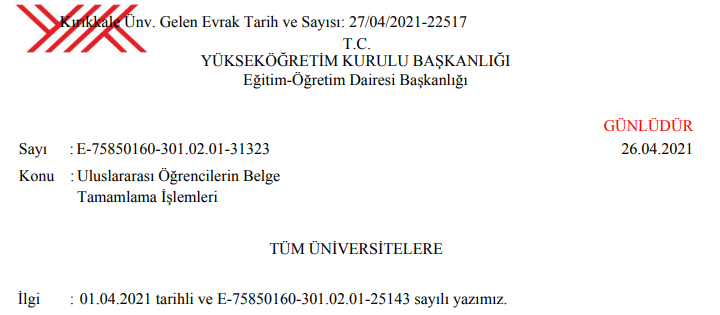 Kırıkkale Ünv. Gelen Evrak Tarih ve Sayısı: 27/04/2021-22517
T.C.
YÜKSEKÖĞRETİM KURULU BAŞKANLIĞI
Eğitim-Öğretim Dairesi Başkanlığı
GÜNLÜDÜR
Sayı : E-75850160-301.02.01-31323 26.04.2021
Konu : Uluslararası Öğrencilerin Belge
Tamamlama İşlemleri
TÜM ÜNİVERSİTELERE
İlgi : 01.04.2021 tarihli ve E-75850160-301.02.01-25143 sayılı yazımız.